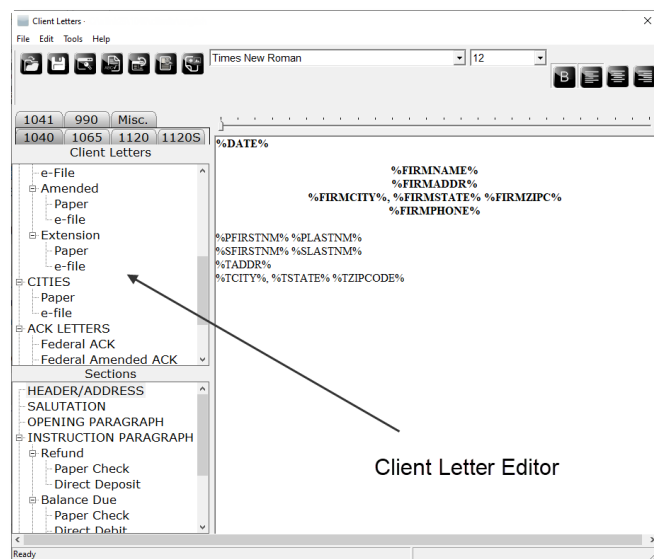 Client Letters -
File Edit Tools Help
Times New Roman 12
B
1041 990 Misc.
1040 1065 1120 1120S
Client Letters
e-File
Amended
Paper
e-file
Extension
Paper
e-file
CITIES
Paper
e-file
ACK LETTERS
Federal ACK
Federal Amended ACK
Sections
HEADER/ADDRESS
SALUTATION
OPENING PARAGRAPH
INSTRUCTION PARAGRAPH
Refund
Paper Check
Direct Deposit
Balance Due
Paper Check
Direct Debit
%DATE%
%FIRMNAME%
%FIRMADDR%
%FIRMCITY%, %FIRMSTATE% %FIRMZIPC%
%FIRMPHONE%
%PFIRSTNM% %PLASTNM%
%SFIRSTNM% %SLASTNM%
%TADDR%
%TCITY%, %TSTATE% %TZIPCODE%
Client Letter Editor
Ready